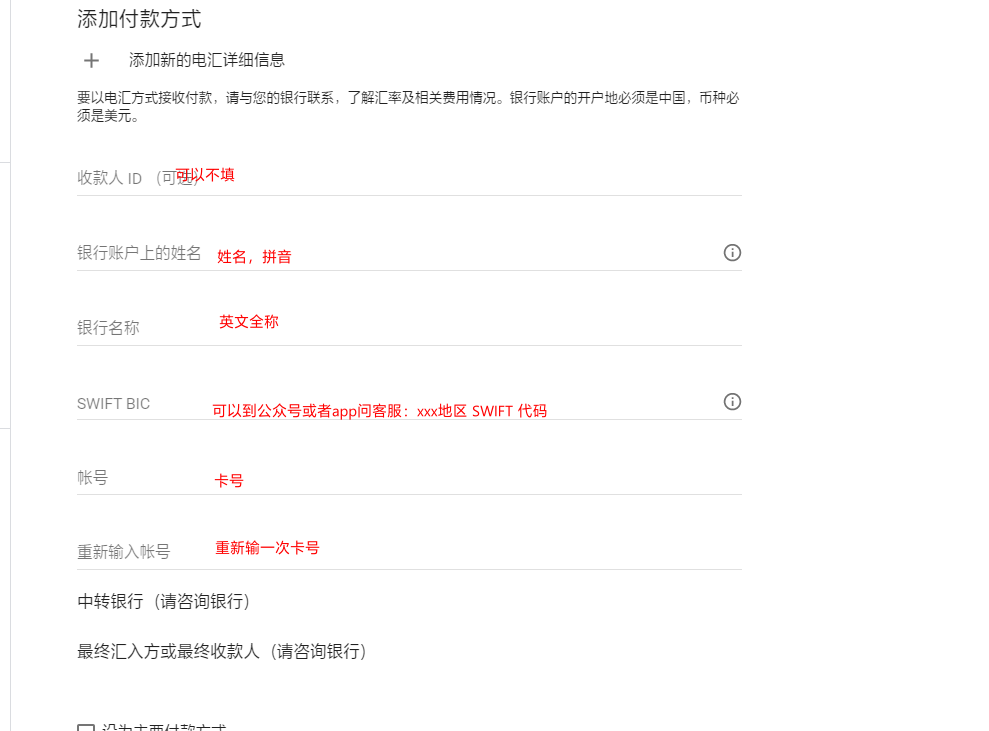 添加付款方式
添加新的电汇详细信息
要以电汇方式接收付款，请与您的银行联系，了解汇率及相关费用情况。银行账户的开户地必须是中国，币种必
须是美元。
收款人 ID （可选）
可以不填
银行账户上的姓名
姓名，拼音
银行名称
英文全称
SWIFT BIC
可以到公众号或者app问客服：xxx地区 SWIFT 代码
帐号
卡号
重新输入帐号
重新输一次卡号
中转银行（请咨询银行）
最终汇入方或最终收款人（请咨询银行）
设为主要付款方式